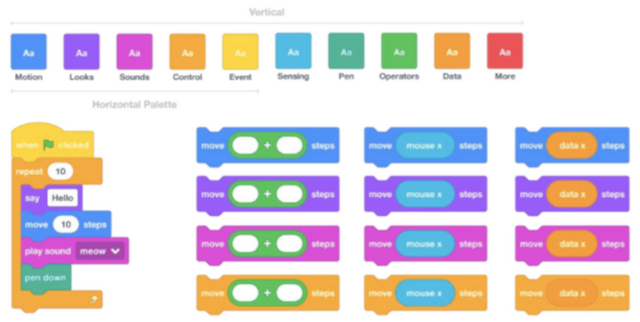 Vertical
Aa Aa Aa Aa Aa Aa Aa Aa Aa Aa
Motion Looks Sounds Control Event Sensing Pen Operators Data More
Horizontal Palette
when clicked
repeat 10
say Hello
move 10 steps
play sound meow
pen down
move + steps move mouse x steps move data x steps
move + steps move mouse x steps move data x steps
move + steps move mouse x steps move data x steps
move + steps move mouse x steps move data x steps